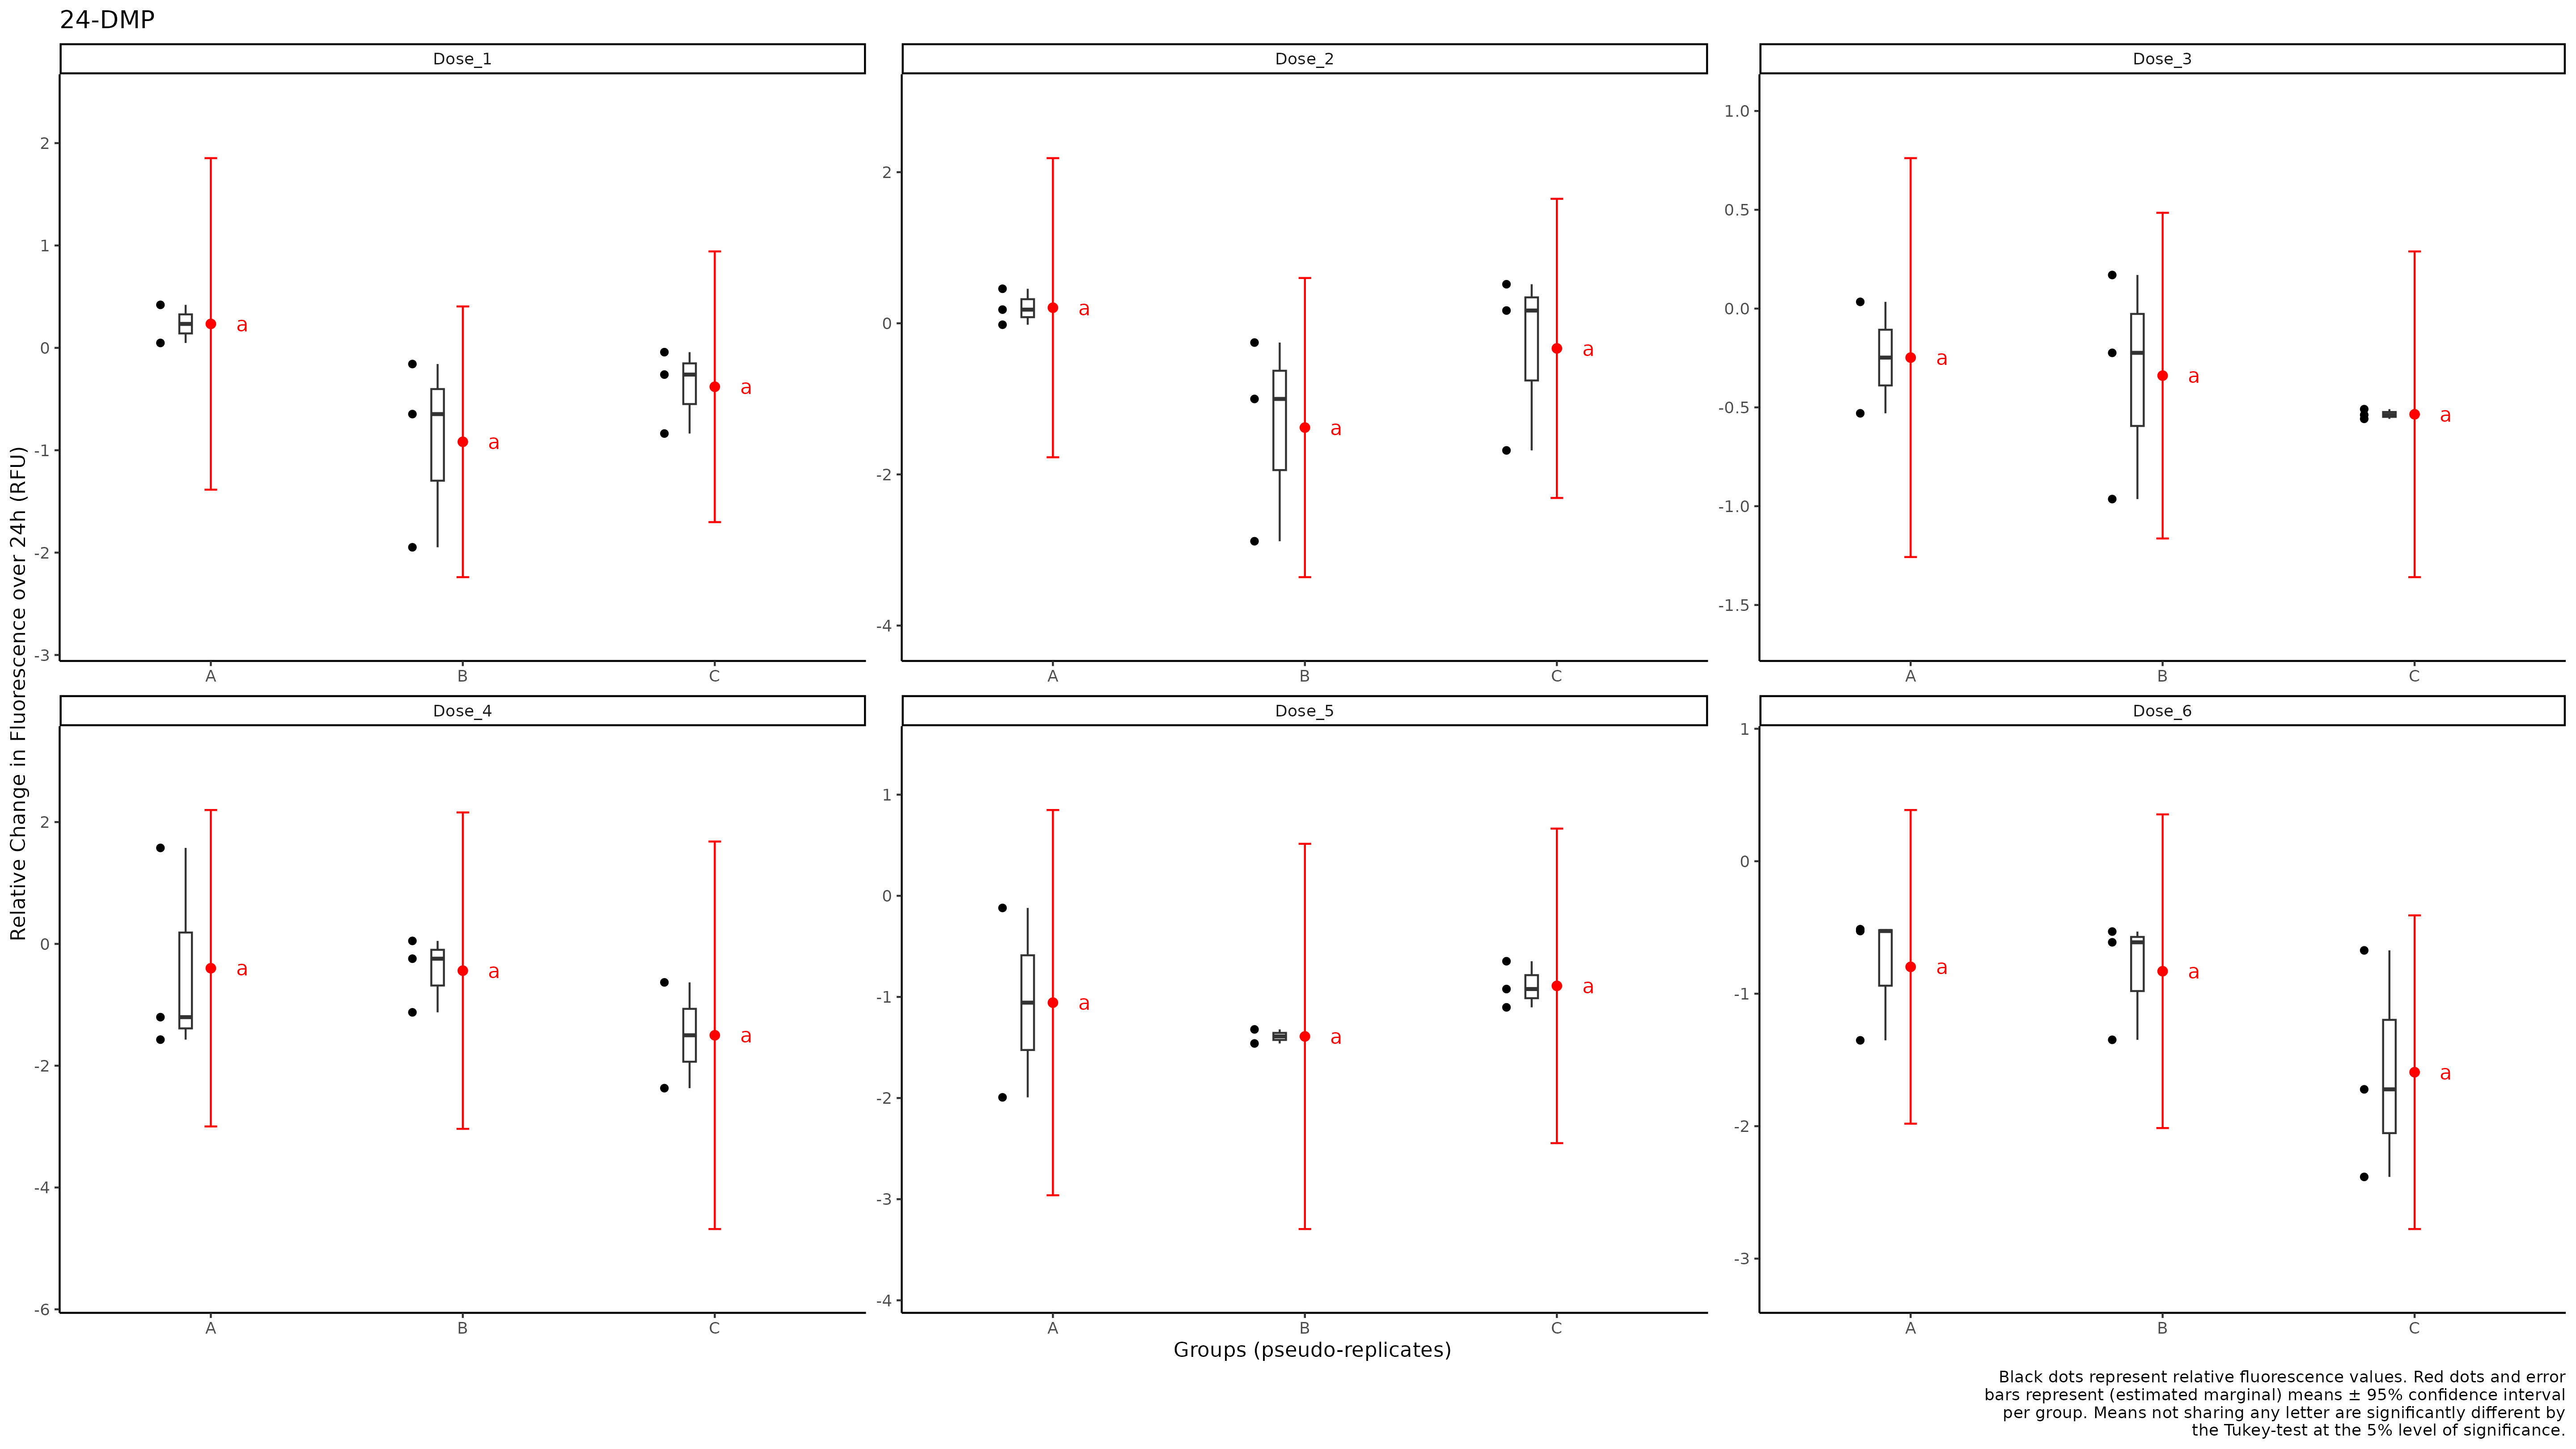 24-DMP
Relative Change in Fluorescence over 24h (RFU)
Dose_1
2
1
0
-1
-2
-3
a
a
a
A
B
C
Dose_2
2
0
-2
-4
a
a
a
A
B
C
Dose_3
1.0
0.5
0.0
-0.5
-1.0
-1.5
a
a
a
A
B
C
Dose_4
2
0
-2
-4
-6
a
a
a
A
B
C
Dose_5
1
0
-1
-2
-3
-4
a
a
a
A
B
C
Dose_6
1
0
-1
-2
-3
a
a
a
A
B
C
Groups (pseudo-replicates)
Black dots represent relative fluorescence values. Red dots and error
bars represent (estimated marginal) means ± 95% confidence interval
per group. Means not sharing any letter are significantly different by
the Tukey-test at the 5% level of significance.